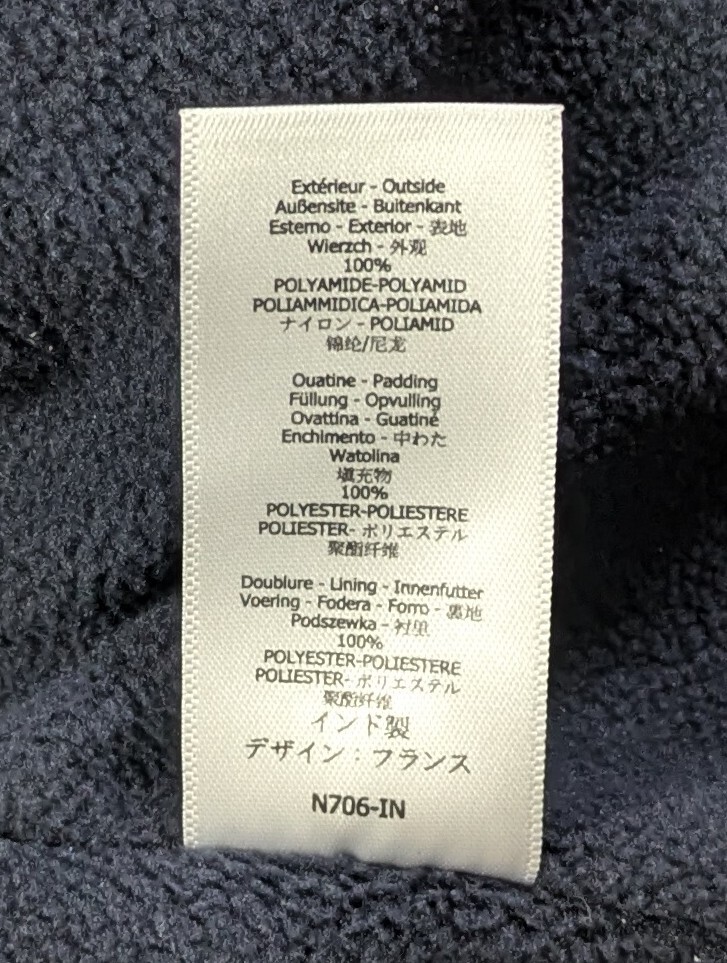 Extérieur - Outside
Außensite - Buitenkant
Esterno - Exterior - 表地
Wierzch - 外观
100%
POLYAMIDE-POLYAMID
POLIAMMIDICA-POLIAMIDA
ナイロン - POLIAMID
锦纶/尼龙
Ouatine - Padding
Füllung - Opvulling
Ovattina - Guatiné
Enchimento - 中わた
Watolina
填充物
100%
POLYESTER-POLIESTERE
POLIESTER- ポリエステル
聚酯纤维
Doublure - Lining - Innenfutter
Voering - Fodera - Forro - 裏地
Podszewka - 衬里
100%
POLYESTER-POLIESTERE
POLIESTER- ポリエステル
聚酯纤维
インド製
デザイン：フランス
N706-IN